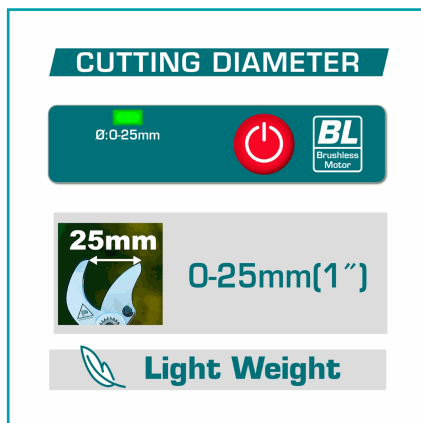 CUTTING DIAMETER
Ø:0-25mm
BL
Brushless
Motor
25mm
0-25mm(1″)
Light Weight